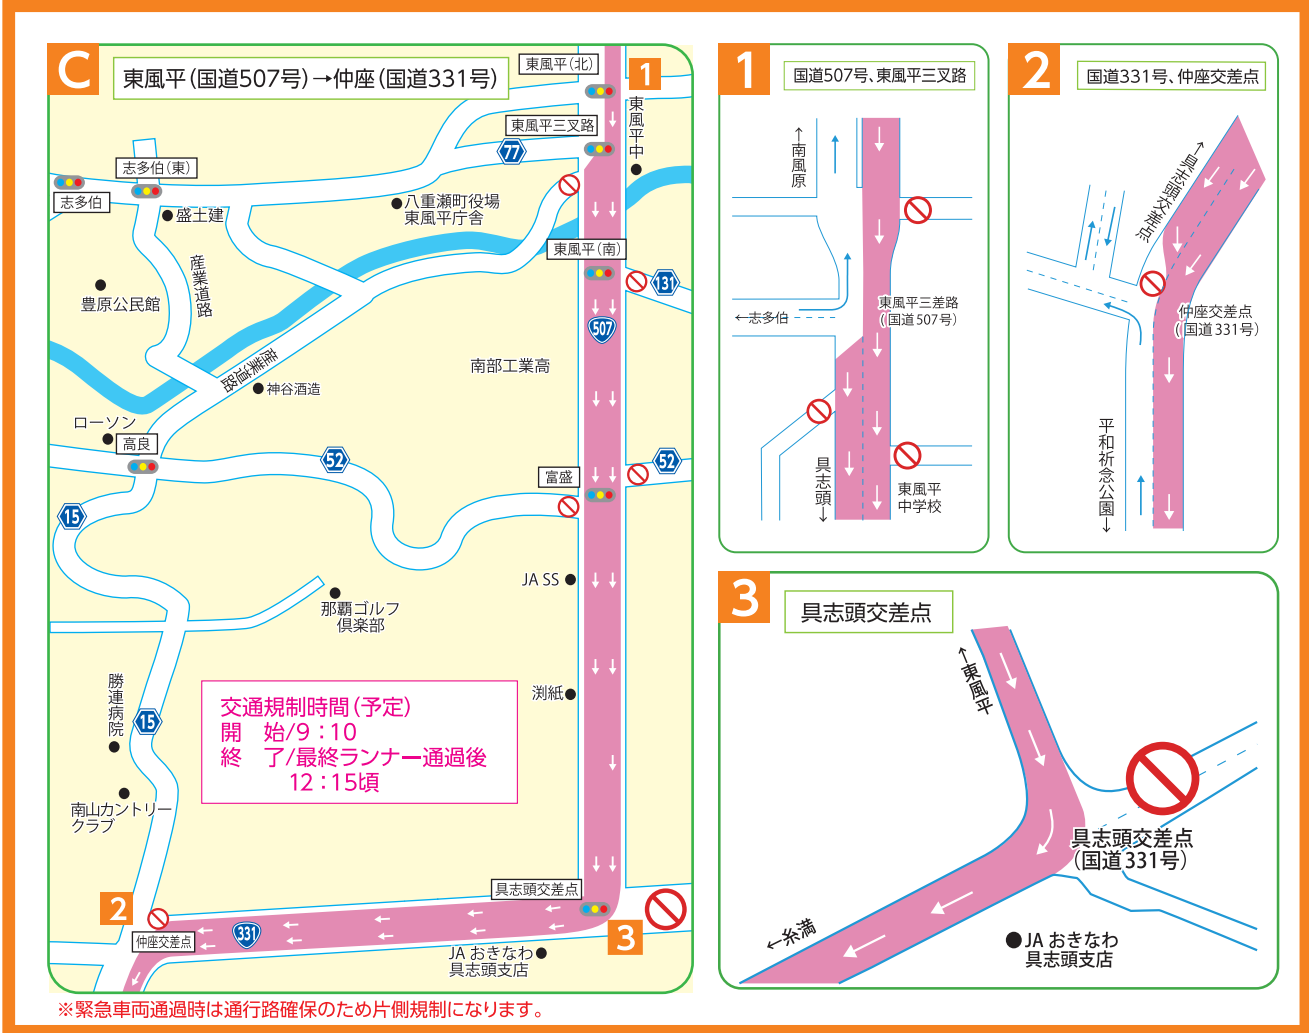 C
東風平(国道507号)→仲座(国道331号)
東風平(北)
1
東風平中
東風平三叉路
77
志多伯(東)
志多伯
盛土建
八重瀬町役場
東風平庁舎
東風平(南)
131
産業道路
豊原公民館
507
南部工業高
産業道路
神谷酒造
ローソン
高良
52
富盛
52
15
JA SS
那覇ゴルフ
倶楽部
勝連病院
15
渕紙
交通規制時間(予定)
開 始/9:10
終 了/最終ランナー通過後
12:15頃
南山カントリー
クラブ
具志頭交差点
2
仲座交差点
331
3
JA おきなわ
具志頭支店
※緊急車両通過時は通行路確保のため片側規制になります。
1
国道507号、東風平三叉路
←南風原
←志多伯
東風平三差路
(国道507号)
具志頭→
東風平
中学校
2
国道331号、仲座交差点
具志頭交差点→
仲座交差点
(国道331号)
平和祈念公園→
3
具志頭交差点
←東風平
具志頭交差点
(国道331号)
←糸満
JA おきなわ
具志頭支店